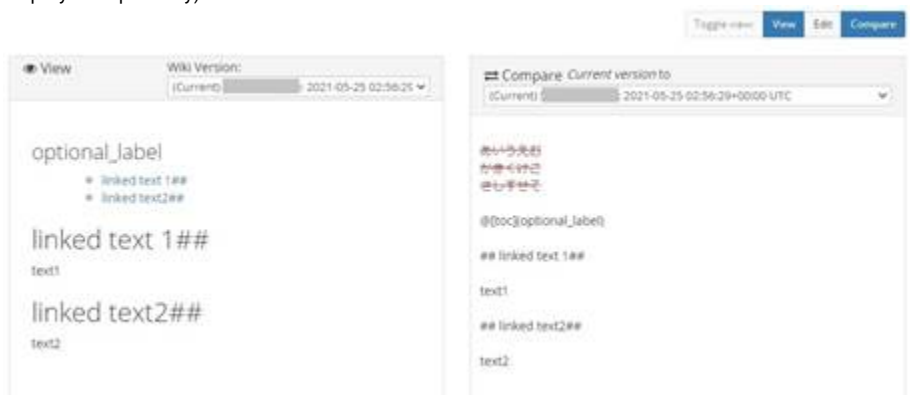 Toggle view: View Edit Compare
View
Wiki Version:
(Current) : 2021-05-25 02:56:29
optional_label
linked text 1##
linked text2##
linked text 1##
text1
linked text2##
text2
Compare Current version to
(Current) : 2021-05-25 02:56:29+00:00 UTC
あいうえお
かきくけこ
さしすせそ
@[toc](optional_label)
## linked text 1##
text1
## linked text2##
text2